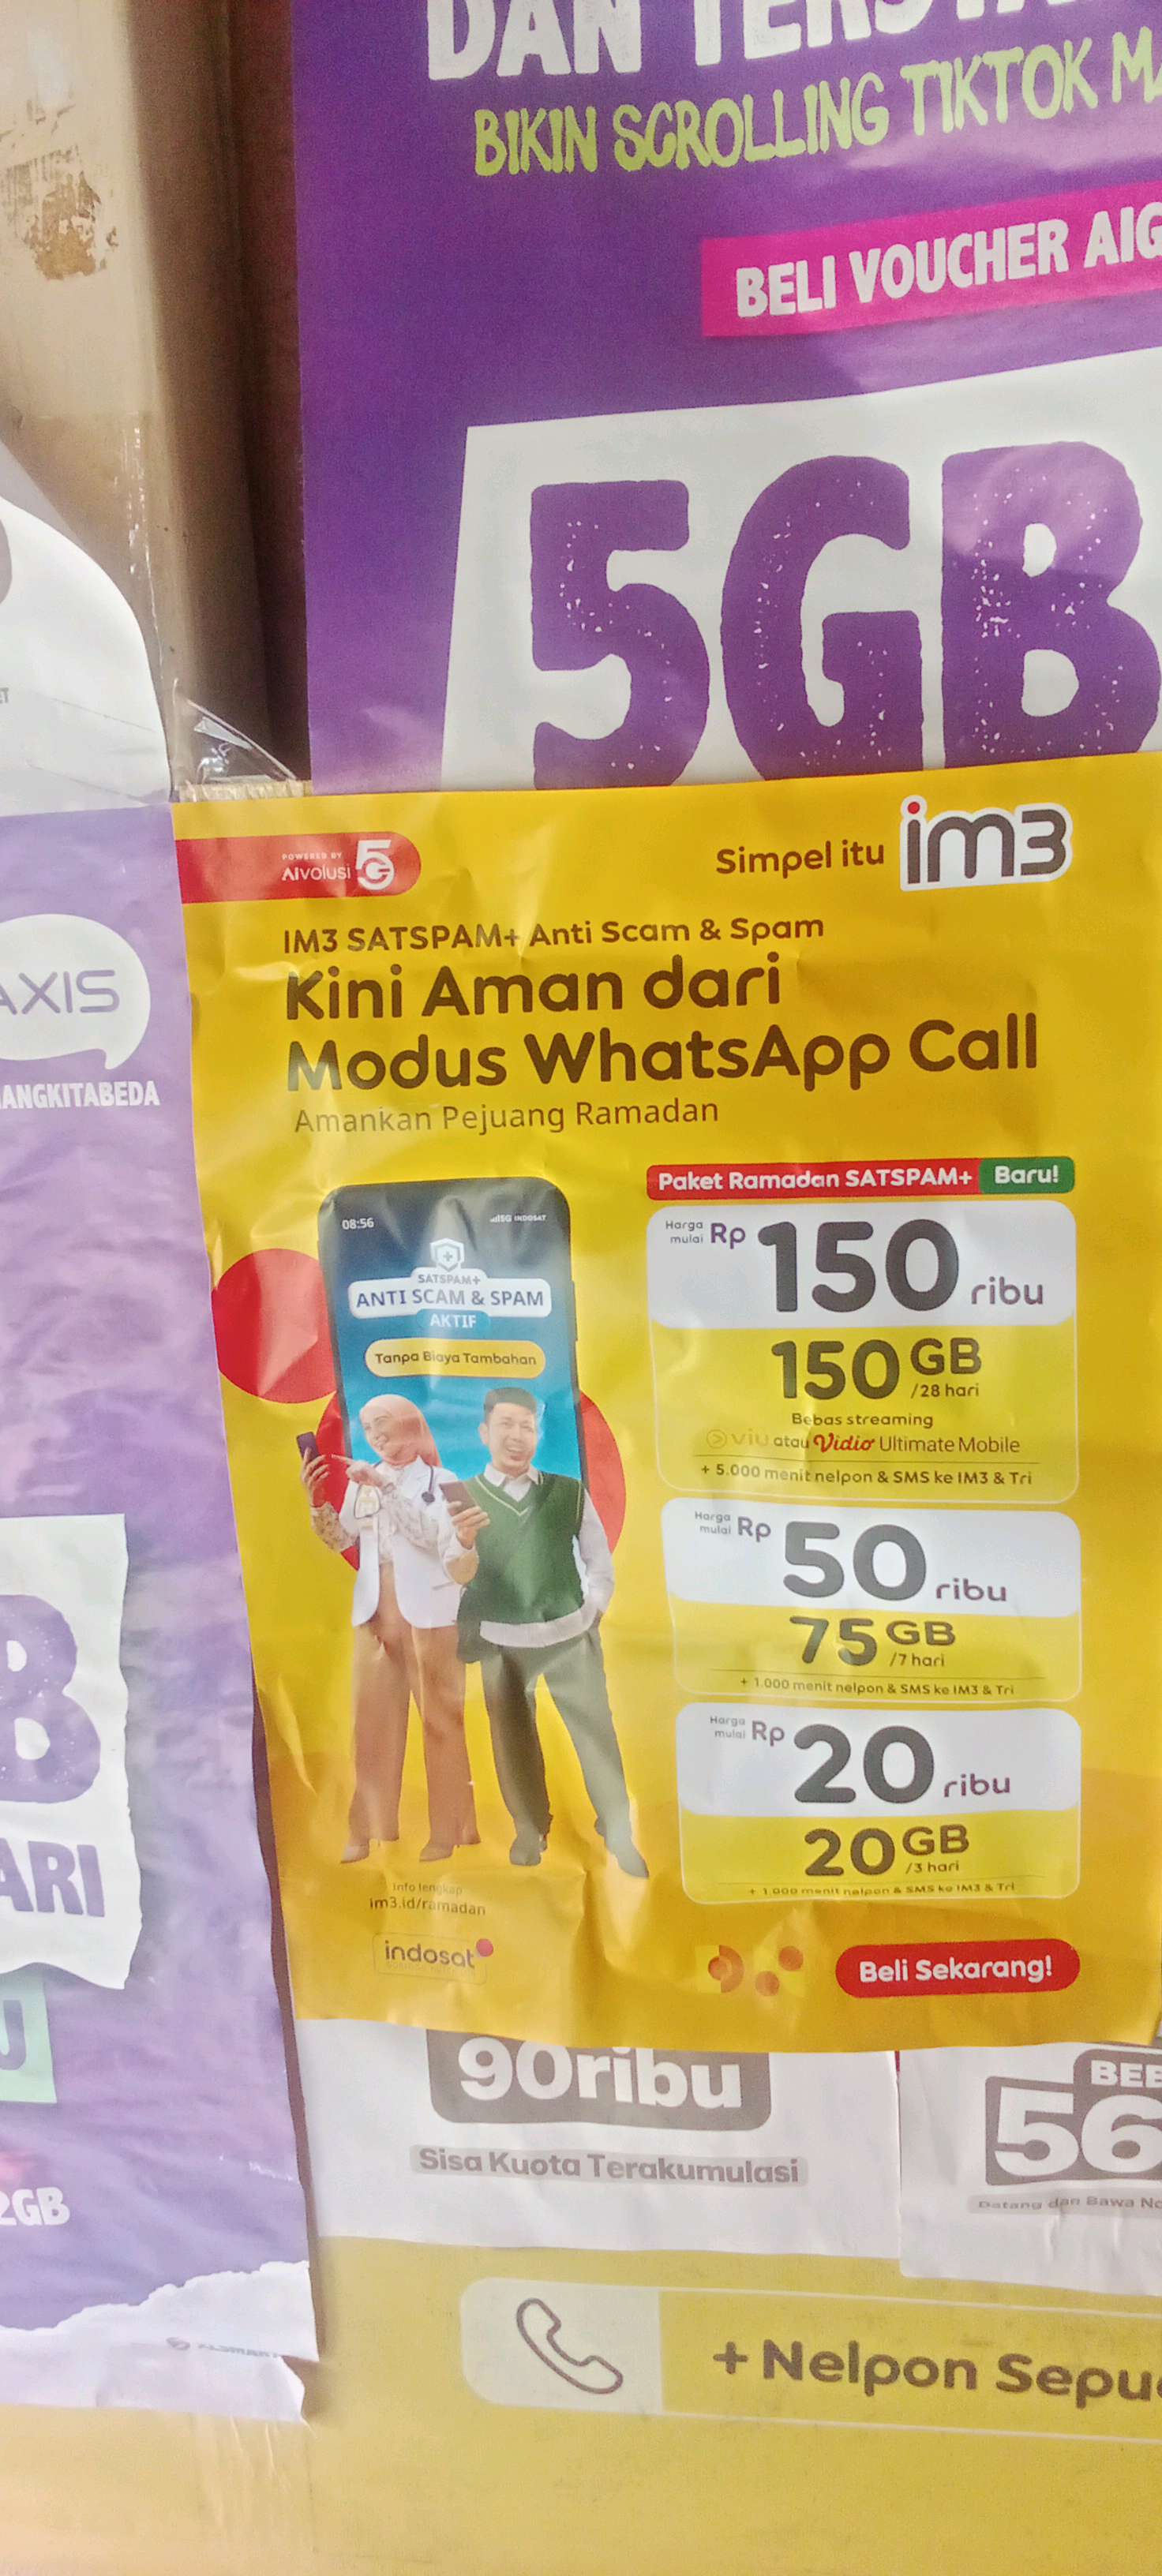 BIKIN SCROLLING TIKTOK
BELI VOUCHER
5GB
POWERED BY
AIvolusi 5G
Simpel itu im3
IM3 SATSPAM+ Anti Scam & Spam
Kini Aman dari
Modus WhatsApp Call
Amankan Pejuang Ramadan
AXIS
08:56
5G INDOSAT
SATSPAM+
ANTI SCAM & SPAM
AKTIF
Tanpa Biaya Tambahan
Paket Ramadan SATSPAM+ Baru!
Harga mulai Rp 150 ribu
150 GB /28 hari
Bebas streaming
viu atau Vidio Ultimate Mobile
+ 5.000 menit nelpon & SMS ke IM3 & Tri
Harga mulai Rp 50 ribu
75 GB /7 hari
+ 1.000 menit nelpon & SMS ke IM3 & Tri
Harga mulai Rp 20 ribu
20 GB /3 hari
+ 1.000 menit nelpon & SMS ke IM3 & Tri
Info lengkap
im3.id/ramadan
indosat
Beli Sekarang!
90ribu
Sisa Kuota Terakumulasi
56
Datang dan Bawa
2GB
+ Nelpon